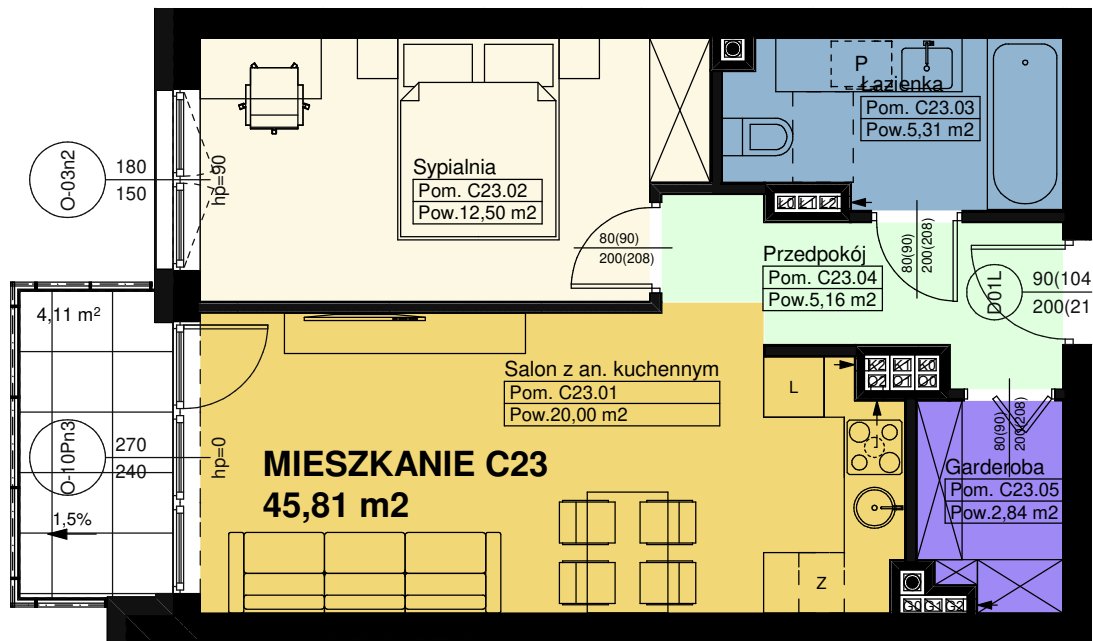 P
Łazienka
Pom. C23.03
Pow.5,31 m2
O-03n2
180
150
hp=90
Sypialnia
Pom. C23.02
Pow.12,50 m2
80(90)
200(208)
80(90)
200(208)
Przedpokój
Pom. C23.04
Pow.5,16 m2
D01L
90(104
200(21
4,11 m²
Salon z an. kuchennym
Pom. C23.01
Pow.20,00 m2
L
80(90)
200(208)
O-10Pn3
270
240
hp=0
MIESZKANIE C23
45,81 m2
Garderoba
Pom. C23.05
Pow.2,84 m2
1,5%
Z